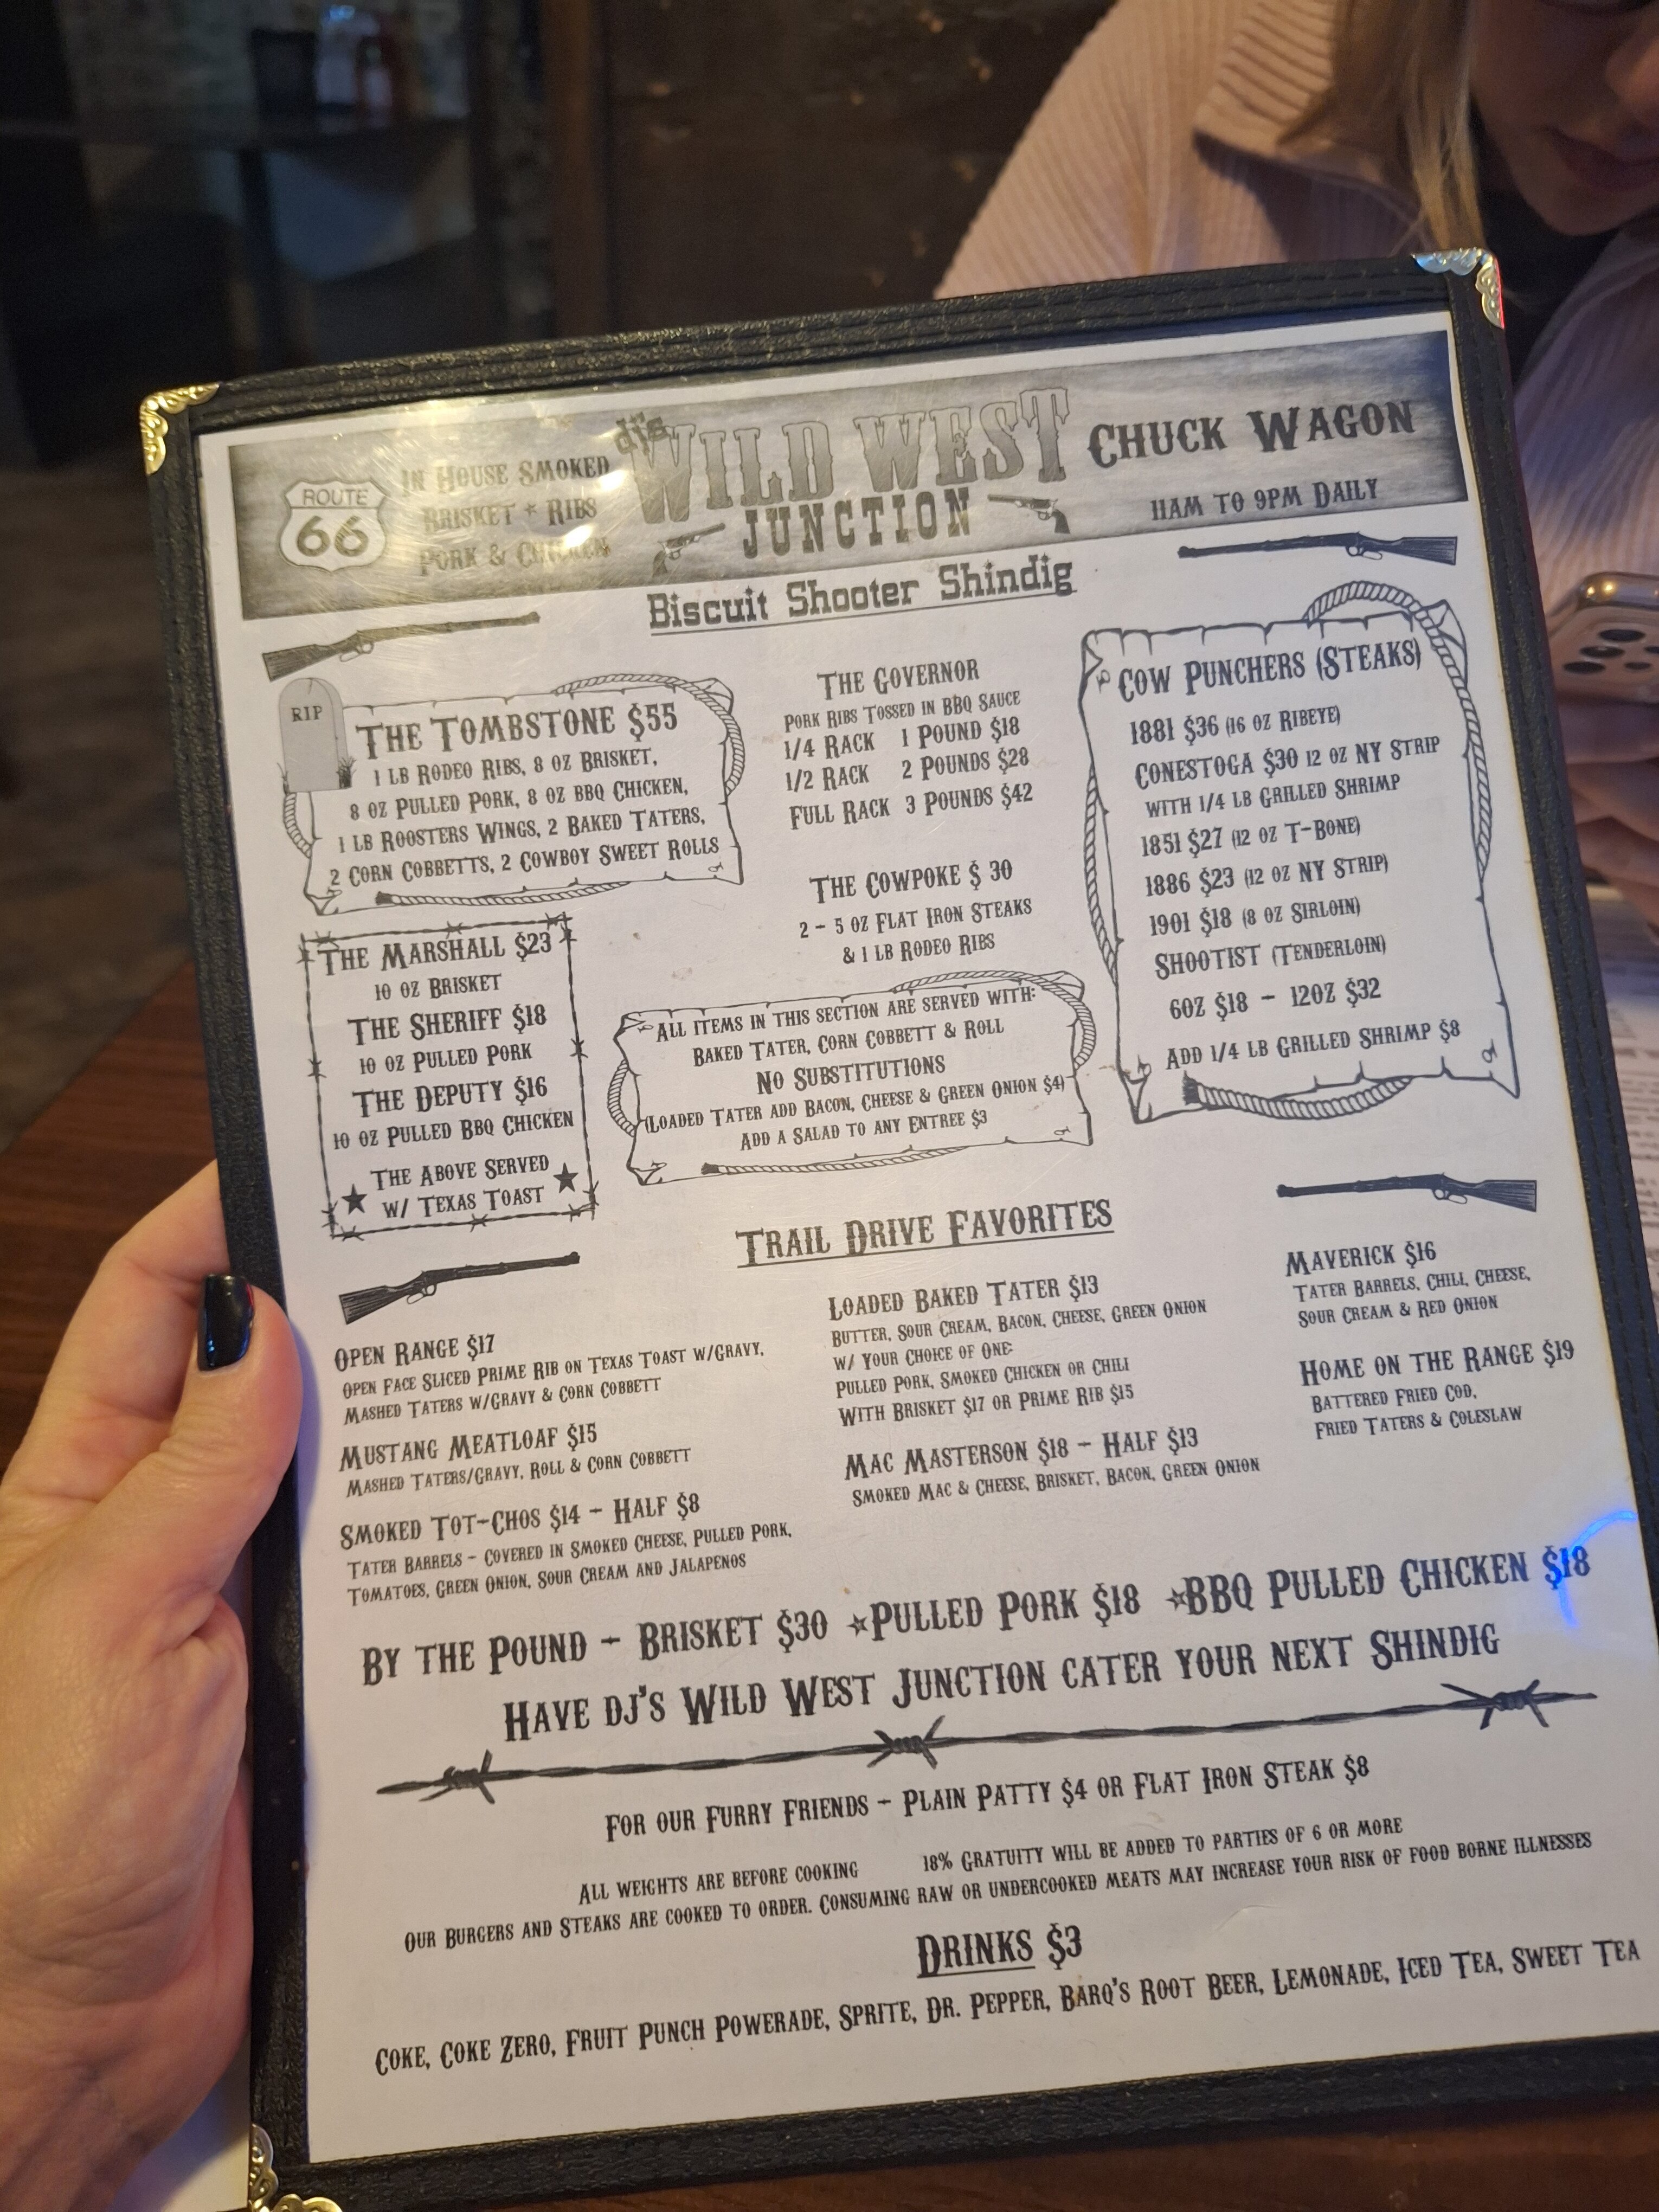 ROUTE
66
IN HOUSE SMOKED
BRISKET * RIBS
PORK & CHICKEN
dj's
WILD WEST
JUNCTION
CHUCK WAGON
11AM TO 9PM DAILY
Biscuit Shooter Shindig
RIP
THE TOMBSTONE $55
1 LB RODEO RIBS, 8 OZ BRISKET,
8 OZ PULLED PORK, 8 OZ BBQ CHICKEN,
1 LB ROOSTERS WINGS, 2 BAKED TATERS,
2 CORN COBBETTS, 2 COWBOY SWEET ROLLS
THE MARSHALL $23
10 OZ BRISKET
THE SHERIFF $18
10 OZ PULLED PORK
THE DEPUTY $16
10 OZ PULLED BBQ CHICKEN
THE ABOVE SERVED
W/ TEXAS TOAST
THE GOVERNOR
PORK RIBS TOSSED IN BBQ SAUCE
1/4 RACK 1 POUND $18
1/2 RACK 2 POUNDS $28
FULL RACK 3 POUNDS $42
THE COWPOKE $ 30
2 - 5 OZ FLAT IRON STEAKS
& 1 LB RODEO RIBS
ALL ITEMS IN THIS SECTION ARE SERVED WITH:
BAKED TATER, CORN COBBETT & ROLL
NO SUBSTITUTIONS
(LOADED TATER ADD BACON, CHEESE & GREEN ONION $4)
ADD A SALAD TO ANY ENTREE $3
COW PUNCHERS (STEAKS)
1881 $36 (16 OZ RIBEYE)
CONESTOGA $30 12 OZ NY STRIP
WITH 1/4 LB GRILLED SHRIMP
1851 $27 (12 OZ T-BONE)
1886 $23 (12 OZ NY STRIP)
1901 $18 (8 OZ SIRLOIN)
SHOOTIST (TENDERLOIN)
6OZ $18 - 12OZ $32
ADD 1/4 LB GRILLED SHRIMP $8
TRAIL DRIVE FAVORITES
OPEN RANGE $17
OPEN FACE SLICED PRIME RIB ON TEXAS TOAST W/GRAVY,
MASHED TATERS W/GRAVY & CORN COBBETT
MUSTANG MEATLOAF $15
MASHED TATERS/GRAVY, ROLL & CORN COBBETT
SMOKED TOT-CHOS $14 - HALF $8
TATER BARRELS - COVERED IN SMOKED CHEESE, PULLED PORK,
TOMATOES, GREEN ONION, SOUR CREAM AND JALAPENOS
LOADED BAKED TATER $13
BUTTER, SOUR CREAM, BACON, CHEESE, GREEN ONION
W/ YOUR CHOICE OF ONE:
PULLED PORK, SMOKED CHICKEN OR CHILI
WITH BRISKET $17 OR PRIME RIB $15
MAC MASTERSON $18 - HALF $13
SMOKED MAC & CHEESE, BRISKET, BACON, GREEN ONION
MAVERICK $16
TATER BARRELS, CHILI, CHEESE,
SOUR CREAM & RED ONION
HOME ON THE RANGE $19
BATTERED FRIED COD,
FRIED TATERS & COLESLAW
BY THE POUND - BRISKET $30 ★PULLED PORK $18 ★BBQ PULLED CHICKEN $18
HAVE DJ'S WILD WEST JUNCTION CATER YOUR NEXT SHINDIG
FOR OUR FURRY FRIENDS - PLAIN PATTY $4 OR FLAT IRON STEAK $8
ALL WEIGHTS ARE BEFORE COOKING 18% GRATUITY WILL BE ADDED TO PARTIES OF 6 OR MORE
OUR BURGERS AND STEAKS ARE COOKED TO ORDER. CONSUMING RAW OR UNDERCOOKED MEATS MAY INCREASE YOUR RISK OF FOOD BORNE ILLNESSES
DRINKS $3
COKE, COKE ZERO, FRUIT PUNCH POWERADE, SPRITE, DR. PEPPER, BARQ'S ROOT BEER, LEMONADE, ICED TEA, SWEET TEA